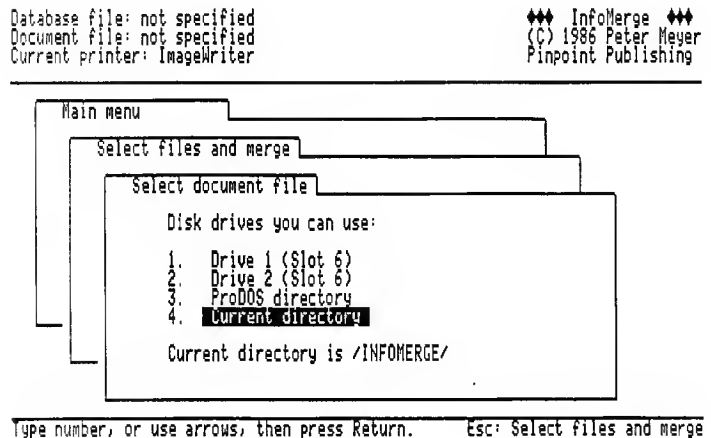 Database file: not specified
Document file: not specified
Current printer: ImageWriter
♦♦♦ InfoMerge ♦♦♦
(C) 1986 Peter Meyer
Pinpoint Publishing
Main menu
Select files and merge
Select document file
Disk drives you can use:
1. Drive 1 (Slot 6)
2. Drive 2 (Slot 6)
3. ProDOS directory
4. Current directory
Current directory is /INFOMERGE/
Type number, or use arrows, then press Return. Esc: Select files and merge